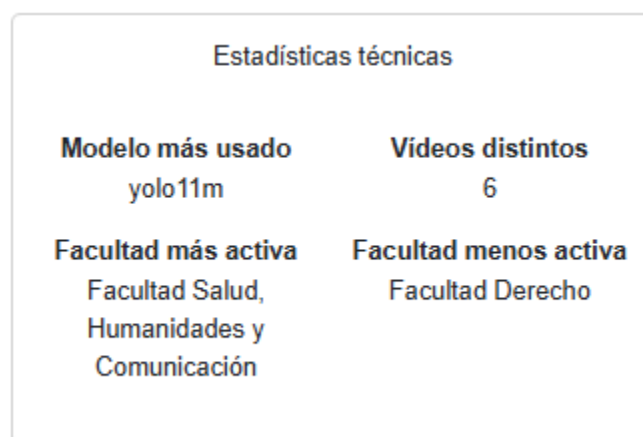 Estadísticas técnicas
Modelo más usado
yolo11m
Vídeos distintos
6
Facultad más activa
Facultad Salud,
Humanidades y
Comunicación
Facultad menos activa
Facultad Derecho